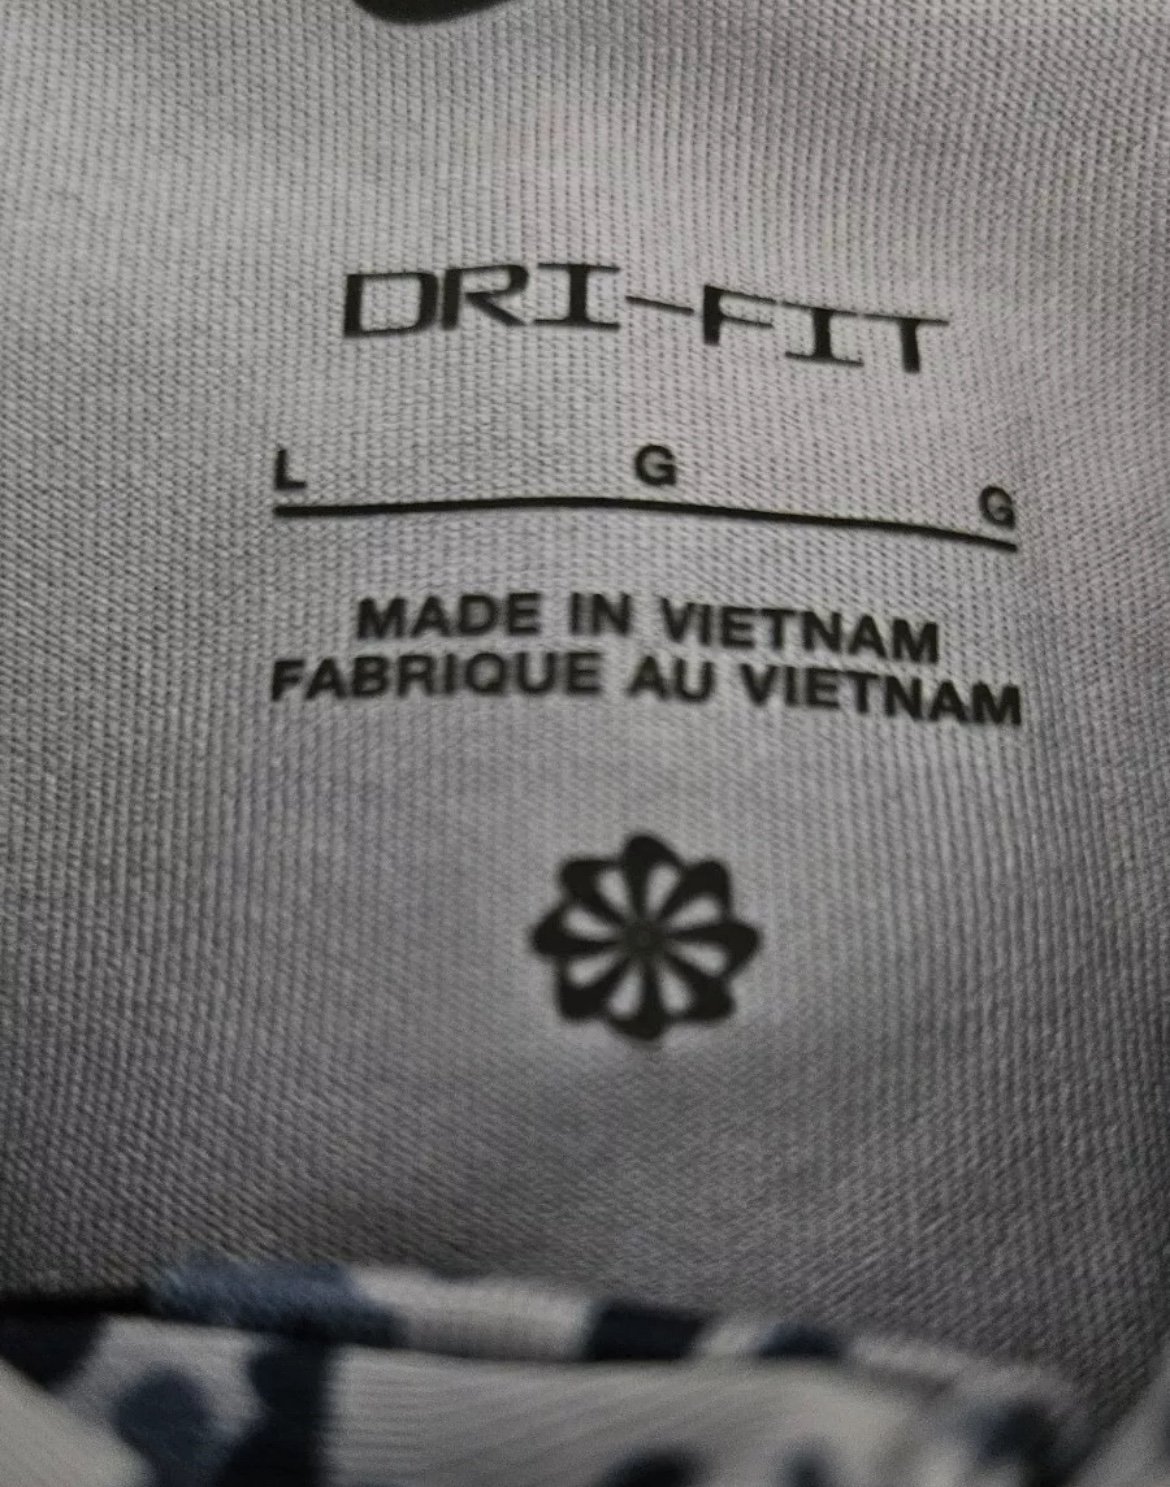 DRI-FIT
L G G
MADE IN VIETNAM
FABRIQUE AU VIETNAM